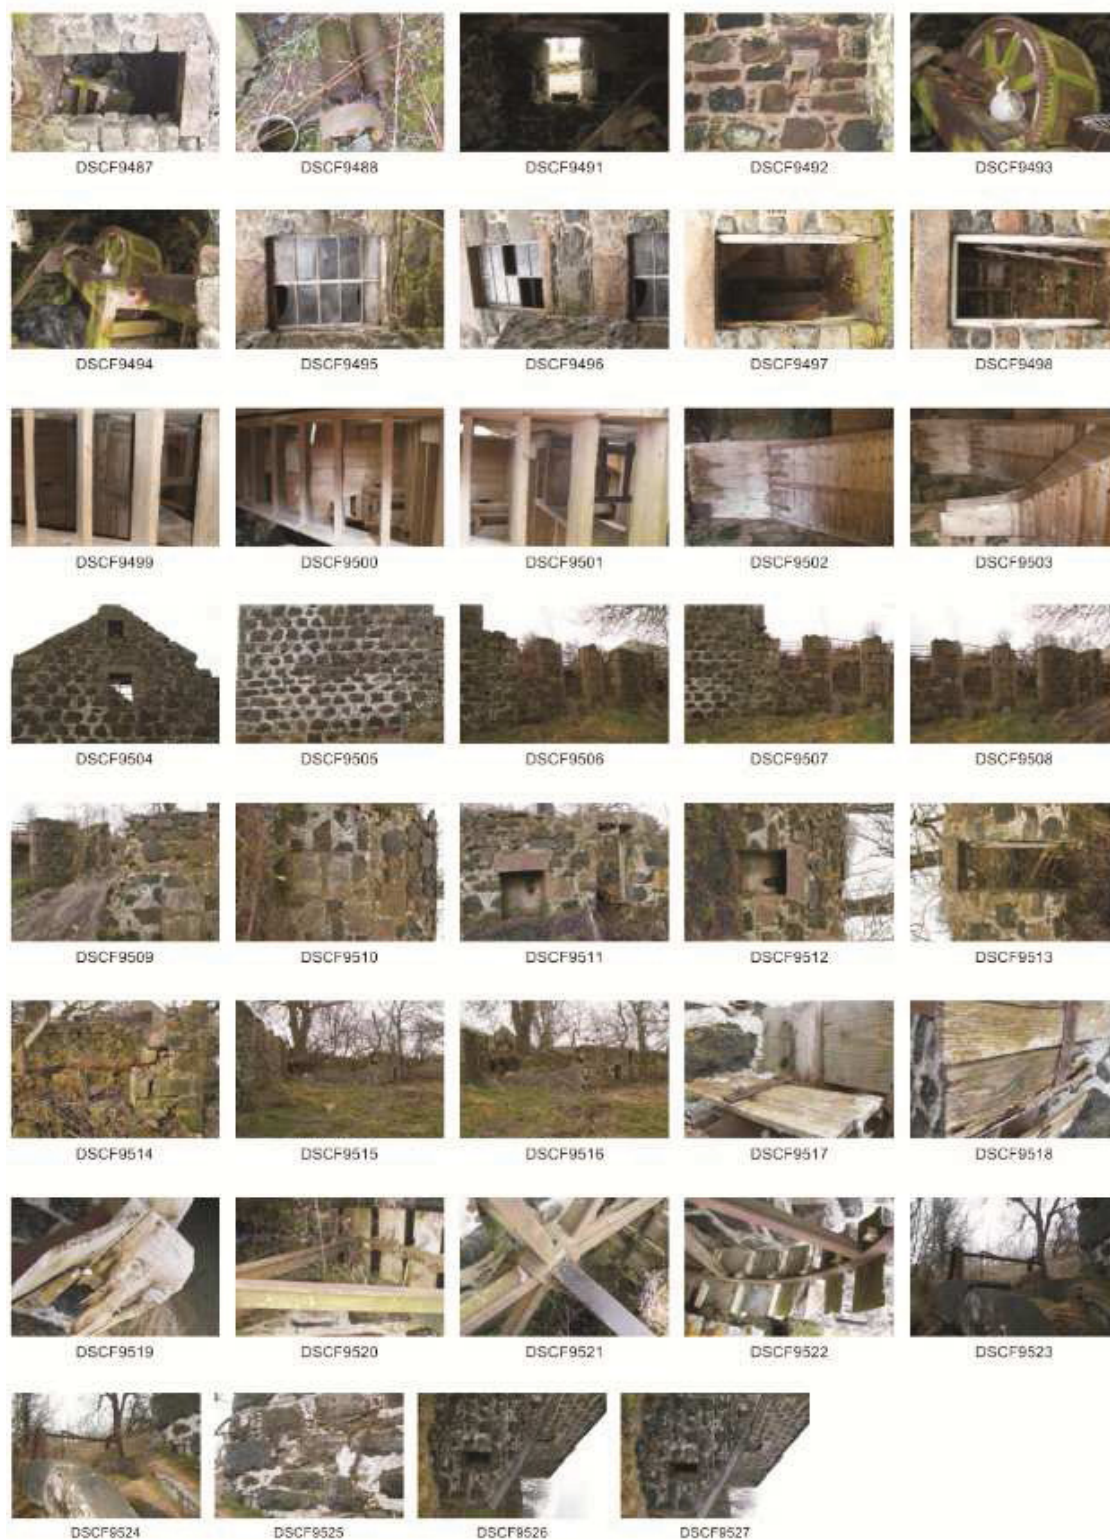 DSCF9487 DSCF9488 DSCF9491 DSCF9492 DSCF9493
DSCF9494 DSCF9495 DSCF9496 DSCF9497 DSCF9498
DSCF9499 DSCF9500 DSCF9501 DSCF9502 DSCF9503
DSCF9504 DSCF9505 DSCF9506 DSCF9507 DSCF9508
DSCF9509 DSCF9510 DSCF9511 DSCF9512 DSCF9513
DSCF9514 DSCF9515 DSCF9516 DSCF9517 DSCF9518
DSCF9519 DSCF9520 DSCF9521 DSCF9522 DSCF9523
DSCF9524 DSCF9525 DSCF9526 DSCF9527